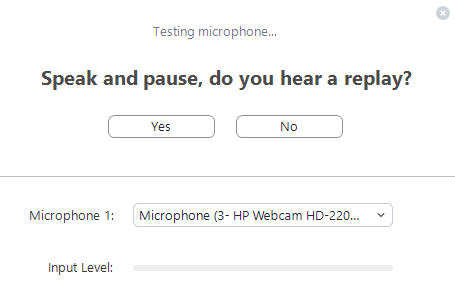 Testing microphone...
Speak and pause, do you hear a replay?
Yes No
Microphone 1: Microphone (3- HP Webcam HD-220...
Input Level: